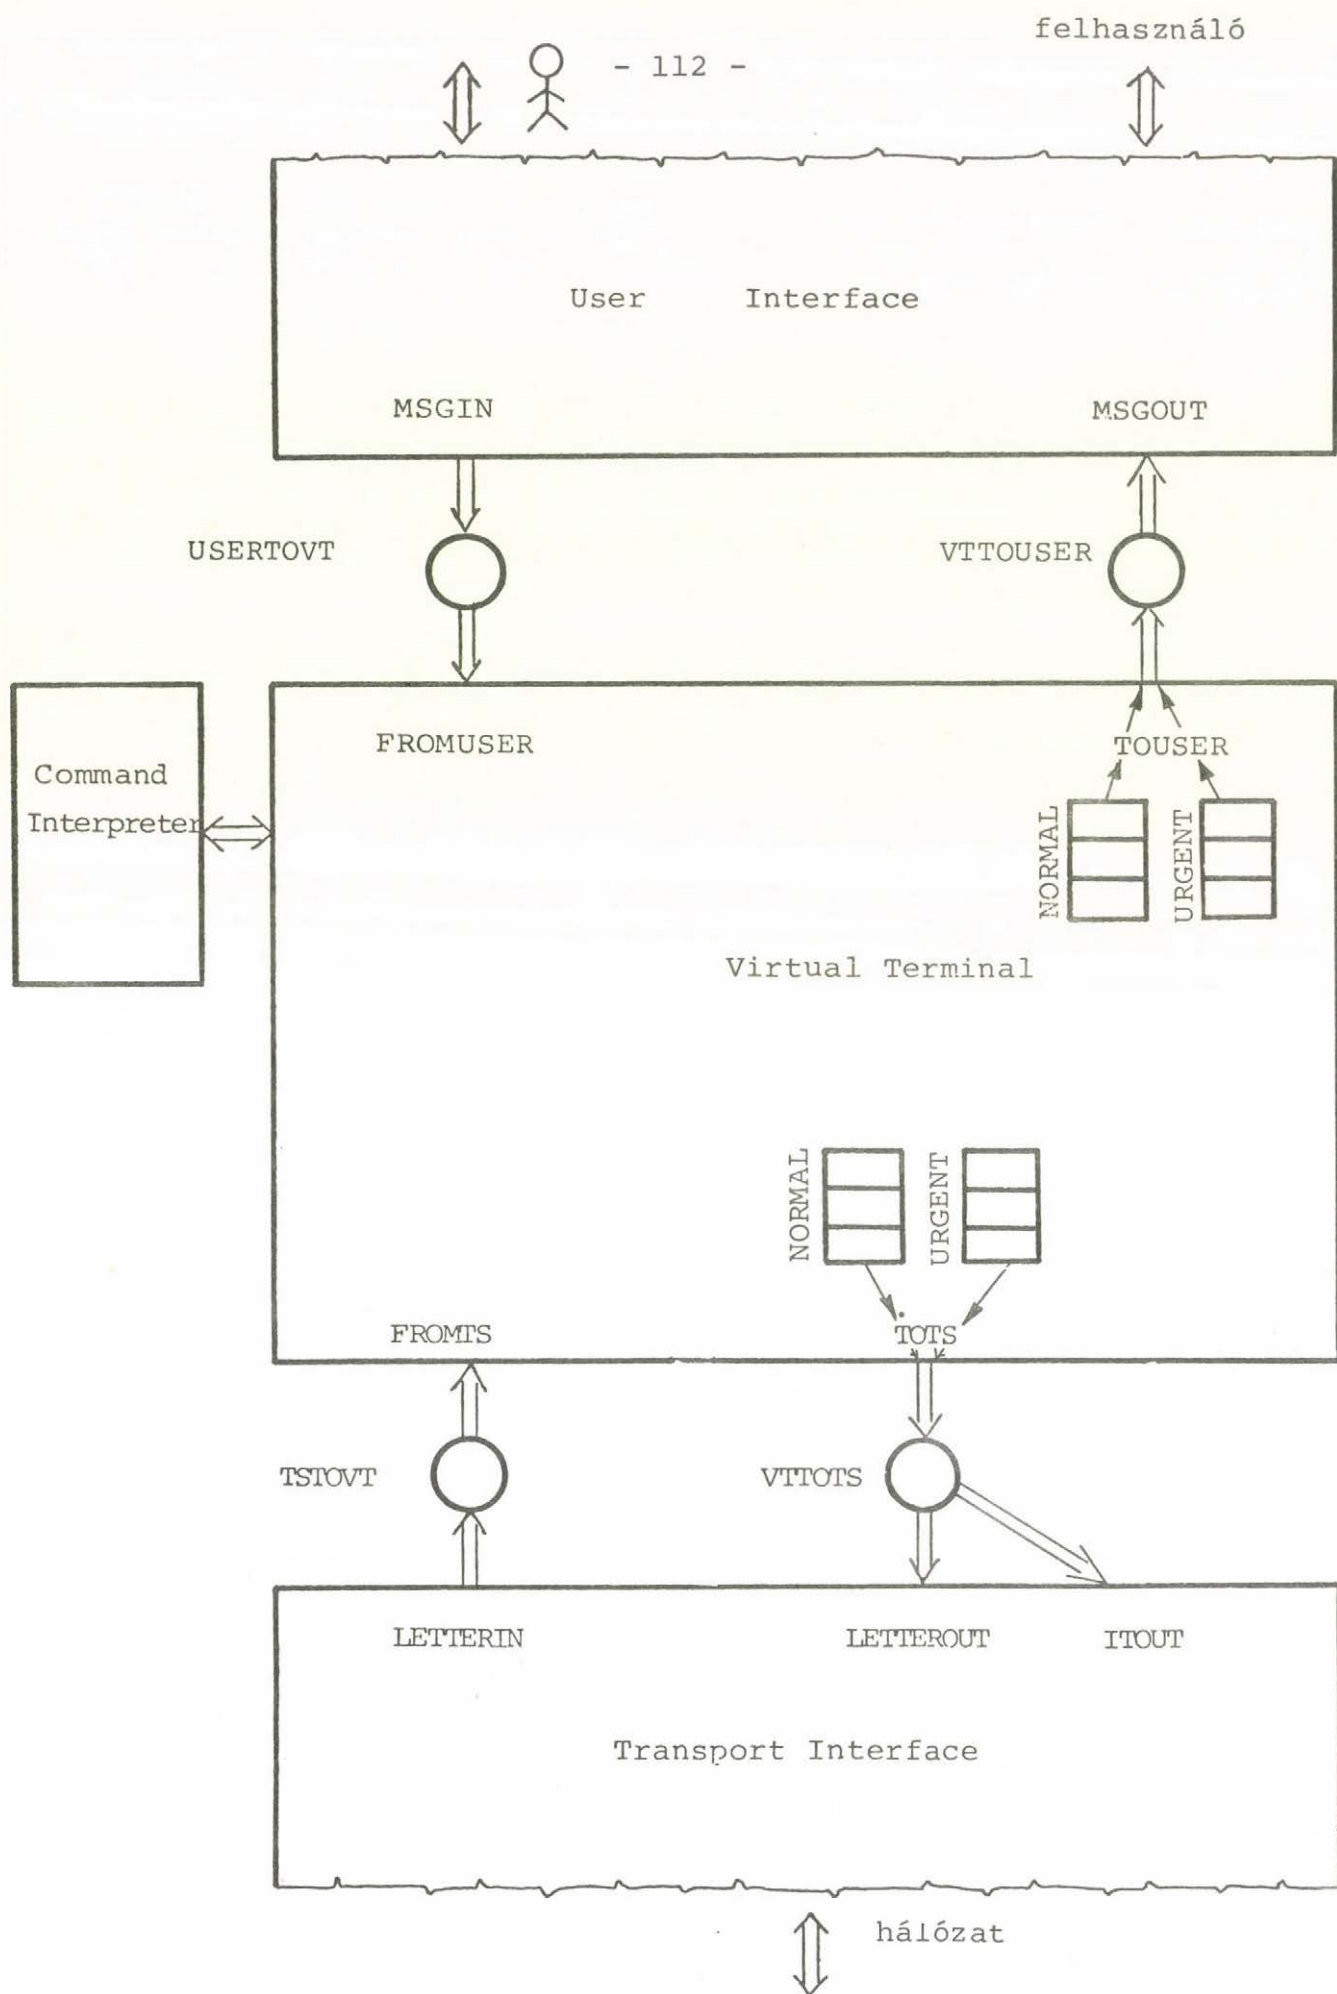 felhasználó
- 112 -
User Interface
MSGIN
MSGOUT
USERTOVT
VTTOUSER
FROMUSER
TOUSER
Command
Interpreter
NORMAL
URGENT
Virtual Terminal
NORMAL
URGENT
FROMTS
TOTS
TSTOVT
VTTOTS
LETTERIN
LETTEROUT
ITOUT
Transport Interface
hálózat